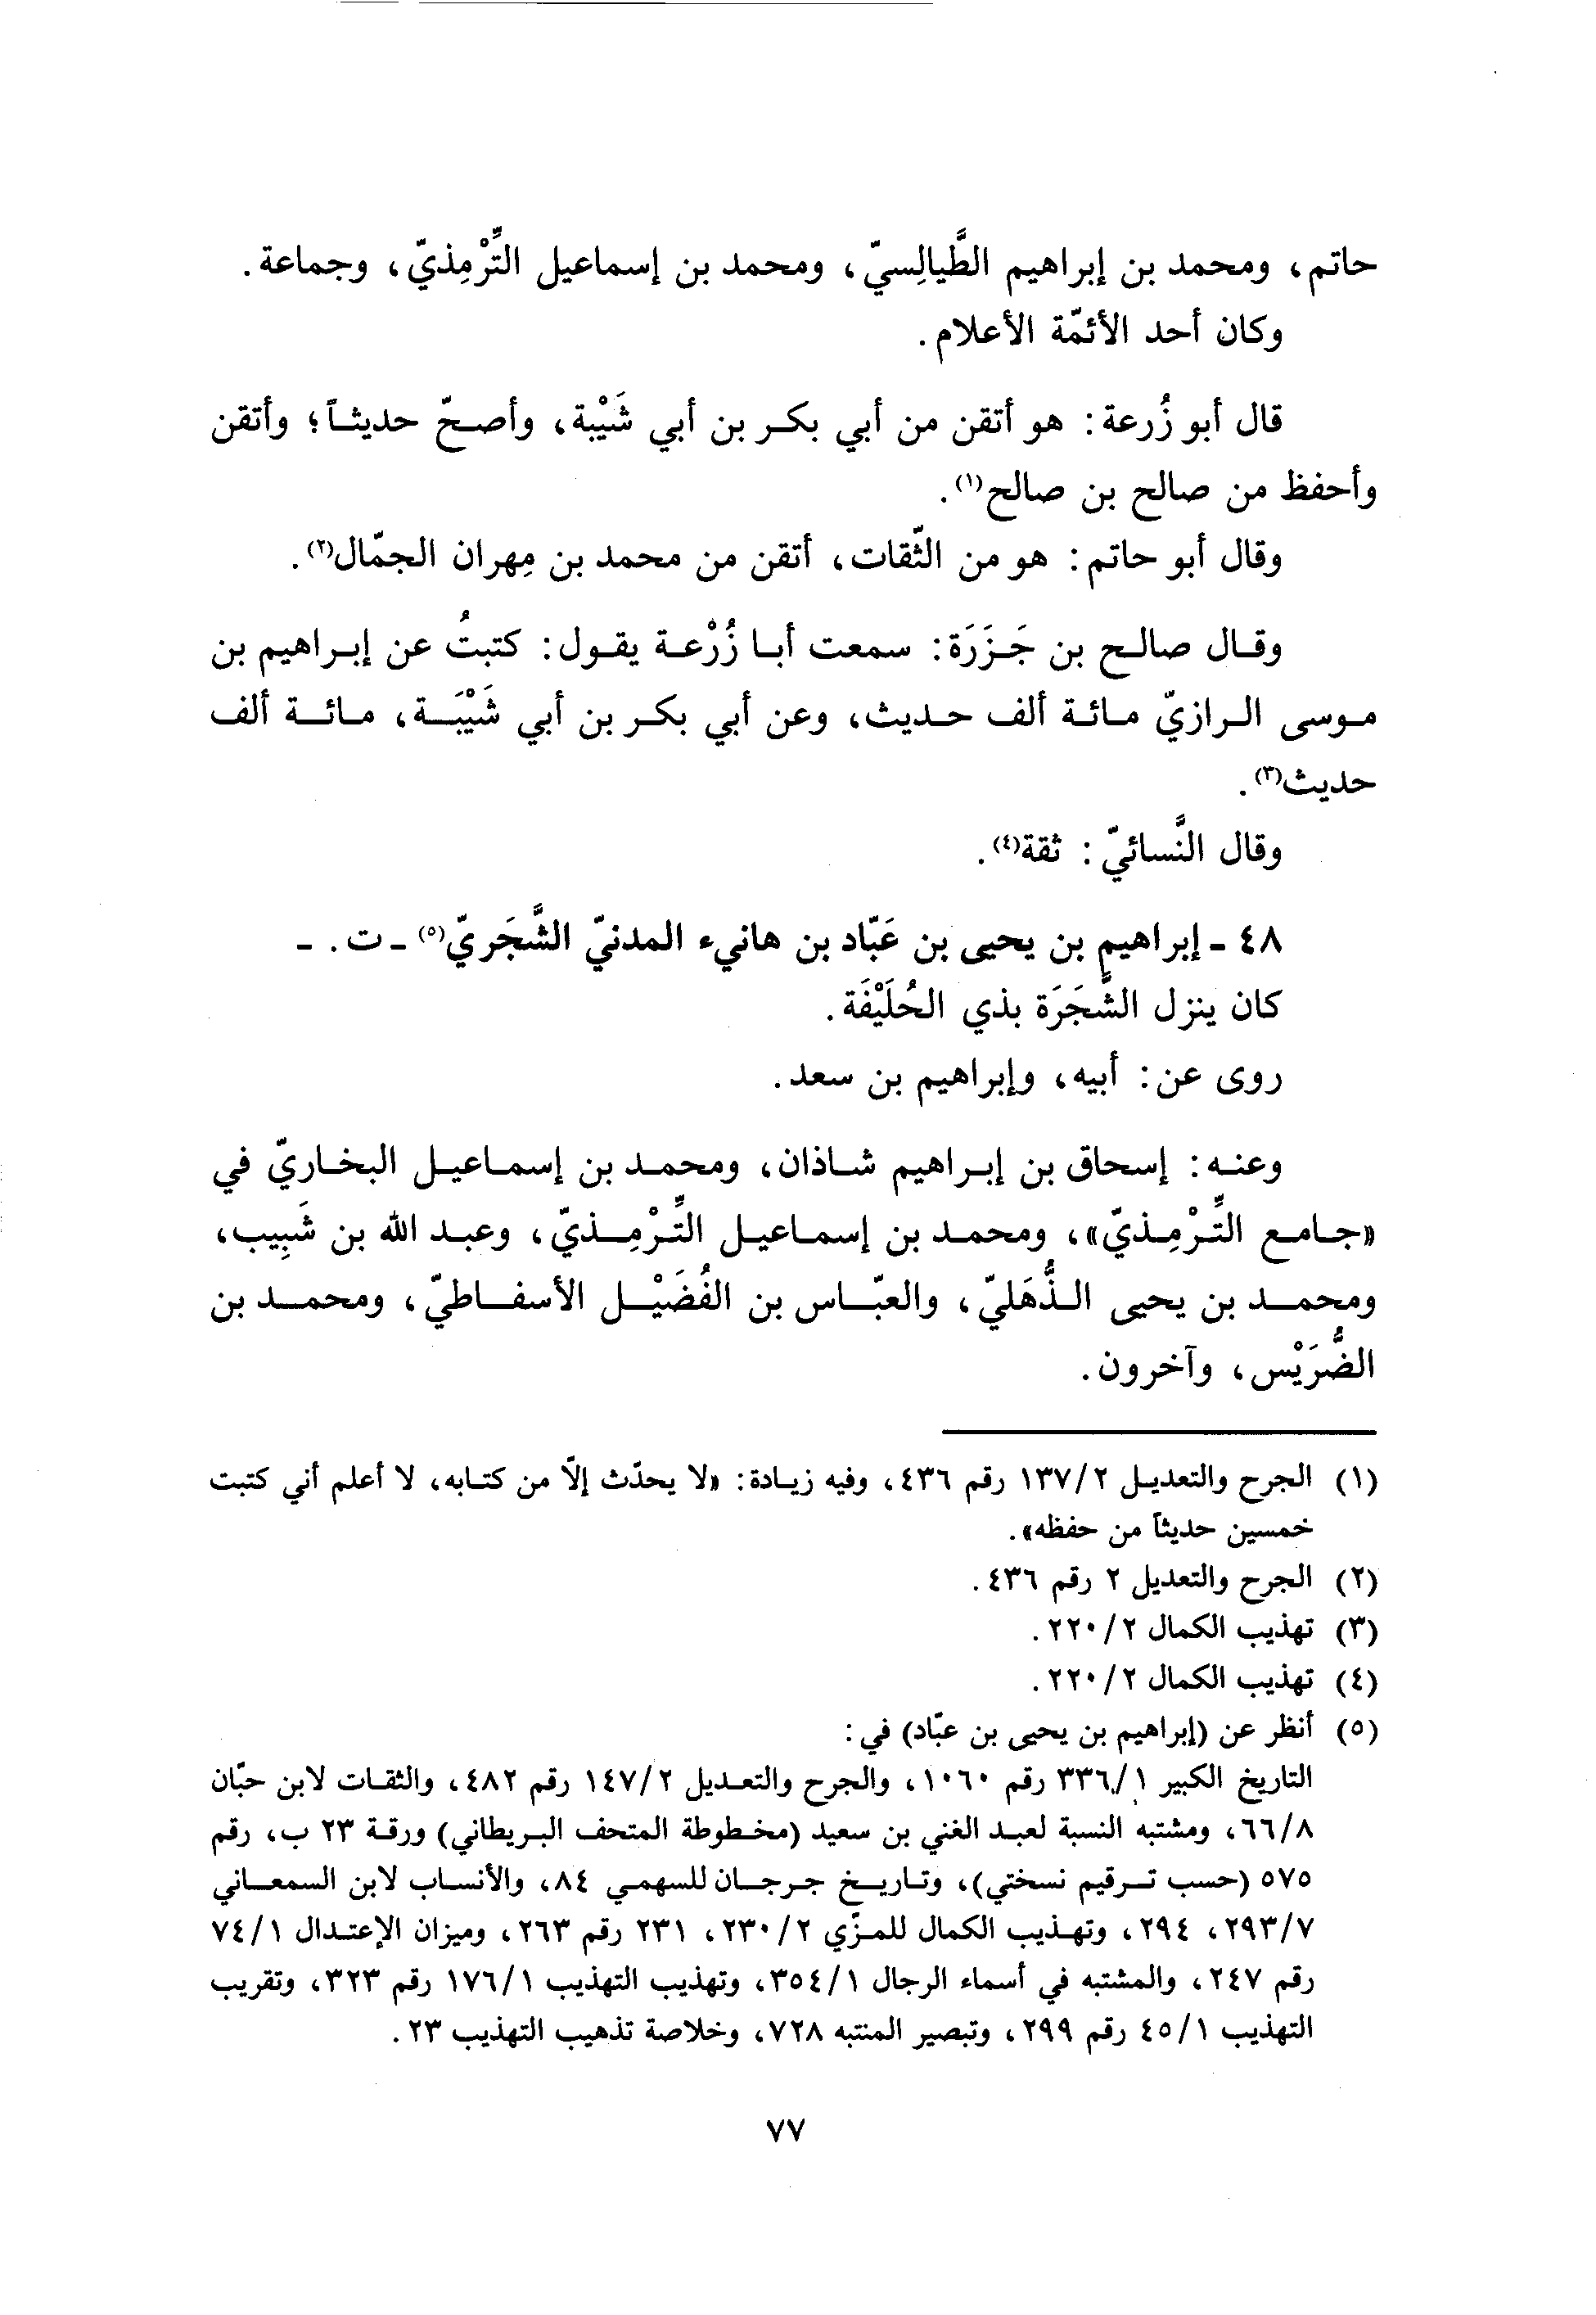 حاتم، ومحمد بن إبراهيم الطَّيالِسيّ، ومحمد بن إسماعيل التِّرْمِذيّ، وجماعة.
وكان أحد الأئمّة الأعلام.
قال أبو زُرعة: هو أتقن من أبي بكر بن أبي شَيْبة، وأصحّ حديثاً؛ وأتقن
وأحفظ من صالح بن صالح(١).
وقال أبو حاتم: هو من الثّقات، أتقن من محمد بن مِهران الجمّال(٢).
وقال صالح بن جَزَرَة: سمعت أبا زُرْعة يقول: كتبتُ عن إبراهيم بن
موسى الرازيّ مائة ألف حديث، وعن أبي بكر بن أبي شَيْبَة، مائة ألف
حديث(٣).
وقال النَّسائيّ: ثقة(٤).
٤٨ - إبراهيم بن يحيى بن عَبّاد بن هانىء المدنيّ الشَّجَريّ(٥) - ت. -
كان ينزل الشَّجَرَة بذي الحُلَيْفَة.
روى عن: أبيه، وإبراهيم بن سعد.
وعنه: إسحاق بن إبراهيم شاذان، ومحمد بن إسماعيل البخاريّ في
«جامع التِّرْمِذيّ»، ومحمد بن إسماعيل التِّرْمِذيّ، وعبد الله بن شَبِيب،
ومحمد بن يحيى الذُّهَليّ، والعبّاس بن الفُضَيْل الأسفاطيّ، ومحمد بن
الضُّرَيْس، وآخرون.
(١) الجرح والتعديل ١٣٧/٢ رقم ٤٣٦، وفيه زيادة: «لا يحدّث إلّا من كتابه، لا أعلم أني كتبت
خمسين حديثاً من حفظه».
(٢) الجرح والتعديل ٢ رقم ٤٣٦.
(٣) تهذيب الكمال ٢٢٠/٢.
(٤) تهذيب الكمال ٢٢٠/٢.
(٥) أنظر عن (إبراهيم بن يحيى بن عبّاد) في:
التاريخ الكبير ٣٣٦/١ رقم ١٠٦٠، والجرح والتعديل ١٤٧/٢ رقم ٤٨٢، والثقات لابن حبّان
٦٦/٨، ومشتبه النسبة لعبد الغني بن سعيد (مخطوطة المتحف البريطاني) ورقة ٢٣ ب، رقم
٥٧٥ (حسب ترقيم نسختي)، وتاريخ جرجان للسهمي ٨٤، والأنساب لابن السمعاني
٢٩٣/٧، ٢٩٤، وتهذيب الكمال للمزّي ٢٣٠/٢، ٢٣١ رقم ٢٦٣، وميزان الإعتدال ٧٤/١
رقم ٢٤٧، والمشتبه في أسماء الرجال ٣٥٤/١، وتهذيب التهذيب ١٧٦/١ رقم ٣٢٣، وتقريب
التهذيب ٤٥/١ رقم ٢٩٩، وتبصير المنتبه ٧٢٨، وخلاصة تذهيب التهذيب ٢٣.
٧٧